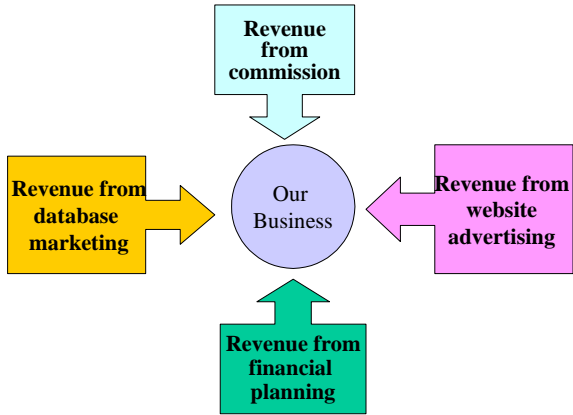 Revenue
from
commission
Revenue from
database
marketing
Our
Business
Revenue from
website
advertising
Revenue from
financial
planning